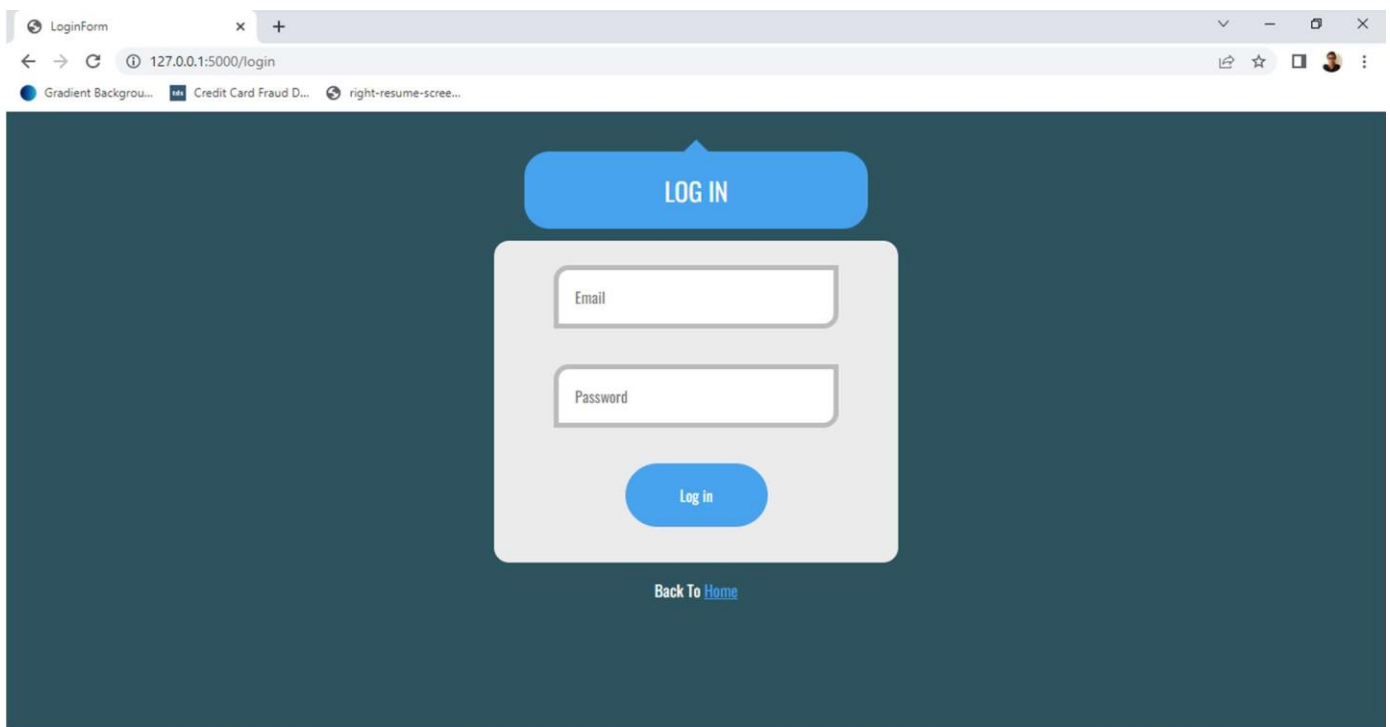 LoginForm
127.0.0.1:5000/login
Gradient Backgrou... tds Credit Card Fraud D... right-resume-scree...
LOG IN
Email
Password
Log in
Back To Home